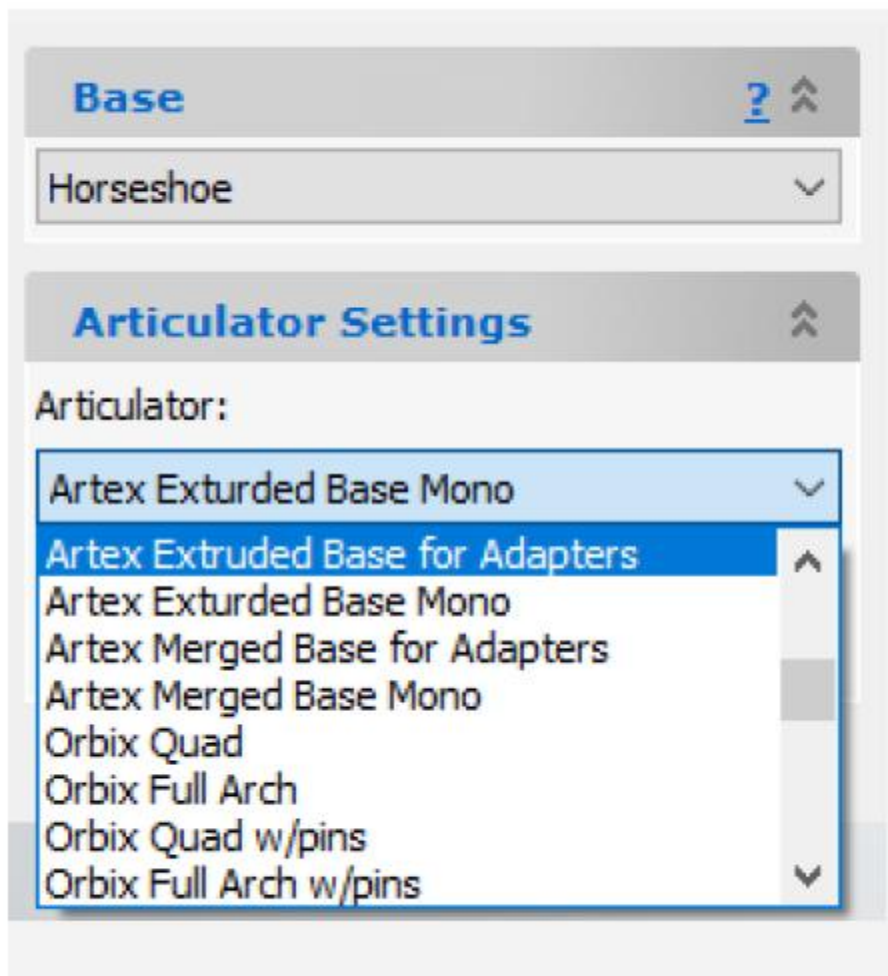 Base ?
Horseshoe
Articulator Settings
Articulator:
Artex Exturded Base Mono
Artex Extruded Base for Adapters
Artex Exturded Base Mono
Artex Merged Base for Adapters
Artex Merged Base Mono
Orbix Quad
Orbix Full Arch
Orbix Quad w/pins
Orbix Full Arch w/pins